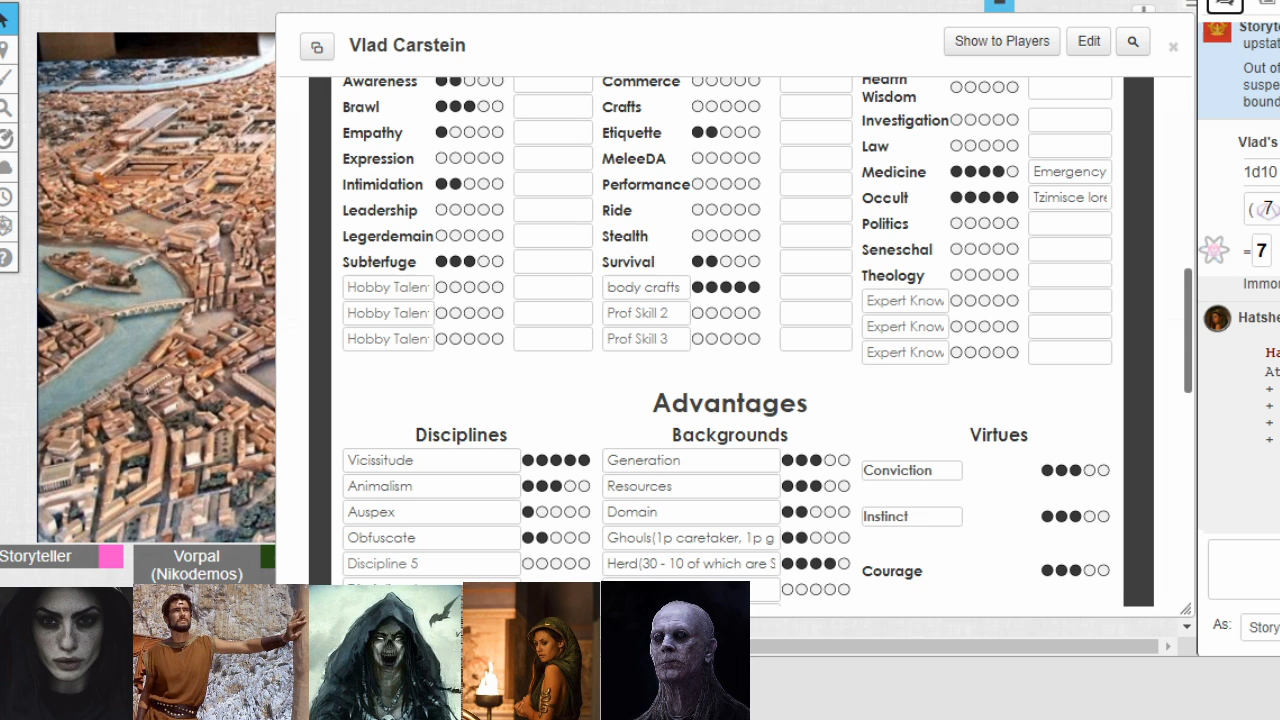 Vlad Carstein
Show to Players
Edit
Awareness
Brawl
Empathy
Expression
Intimidation
Leadership
Legerdemain
Subterfuge
Hobby Talen
Hobby Talen
Hobby Talen
Commerce
Crafts
Etiquette
MeleeDA
Performance
Ride
Stealth
Survival
body crafts
Prof Skill 2
Prof Skill 3
Hearth
Wisdom
Investigation
Law
Medicine
Emergency
Occult
Tzimisce lore
Politics
Seneschal
Theology
Expert Know
Expert Know
Expert Know
Advantages
Disciplines
Vicissitude
Animalism
Auspex
Obfuscate
Discipline 5
Backgrounds
Generation
Resources
Domain
Ghouls(1p caretaker, 1p g
Herd(30 - 10 of which are S
Virtues
Conviction
Instinct
Courage
Storyteller
Vorpal
(Nikodemos)
Storyt
upstat
Out of
suspe
bound
Vlad's
1d10
( 7
= 7
Immor
Hatshe
Ha
At
+
+
+
+
As:
Story
?